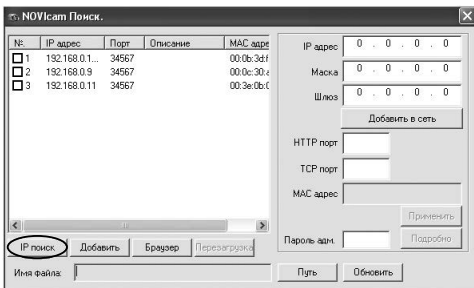 NOVIcam Поиск.
№ IP адрес Порт Описание MAC адре
1 192.168.0.1... 34567 00:0b:3d:f
2 192.168.0.9 34567 00:0c:30:a
3 192.168.0.11 34567 00:3e:0b:0
IP адрес 0 . 0 . 0 . 0
Маска 0 . 0 . 0 . 0
Шлюз 0 . 0 . 0 . 0
Добавить в сеть
HTTP порт
TCP порт
MAC адрес
Применить
Пароль адм. Подробно
IP поиск Добавить Браузер Перезагрузка
Имя файла: Путь Обновить